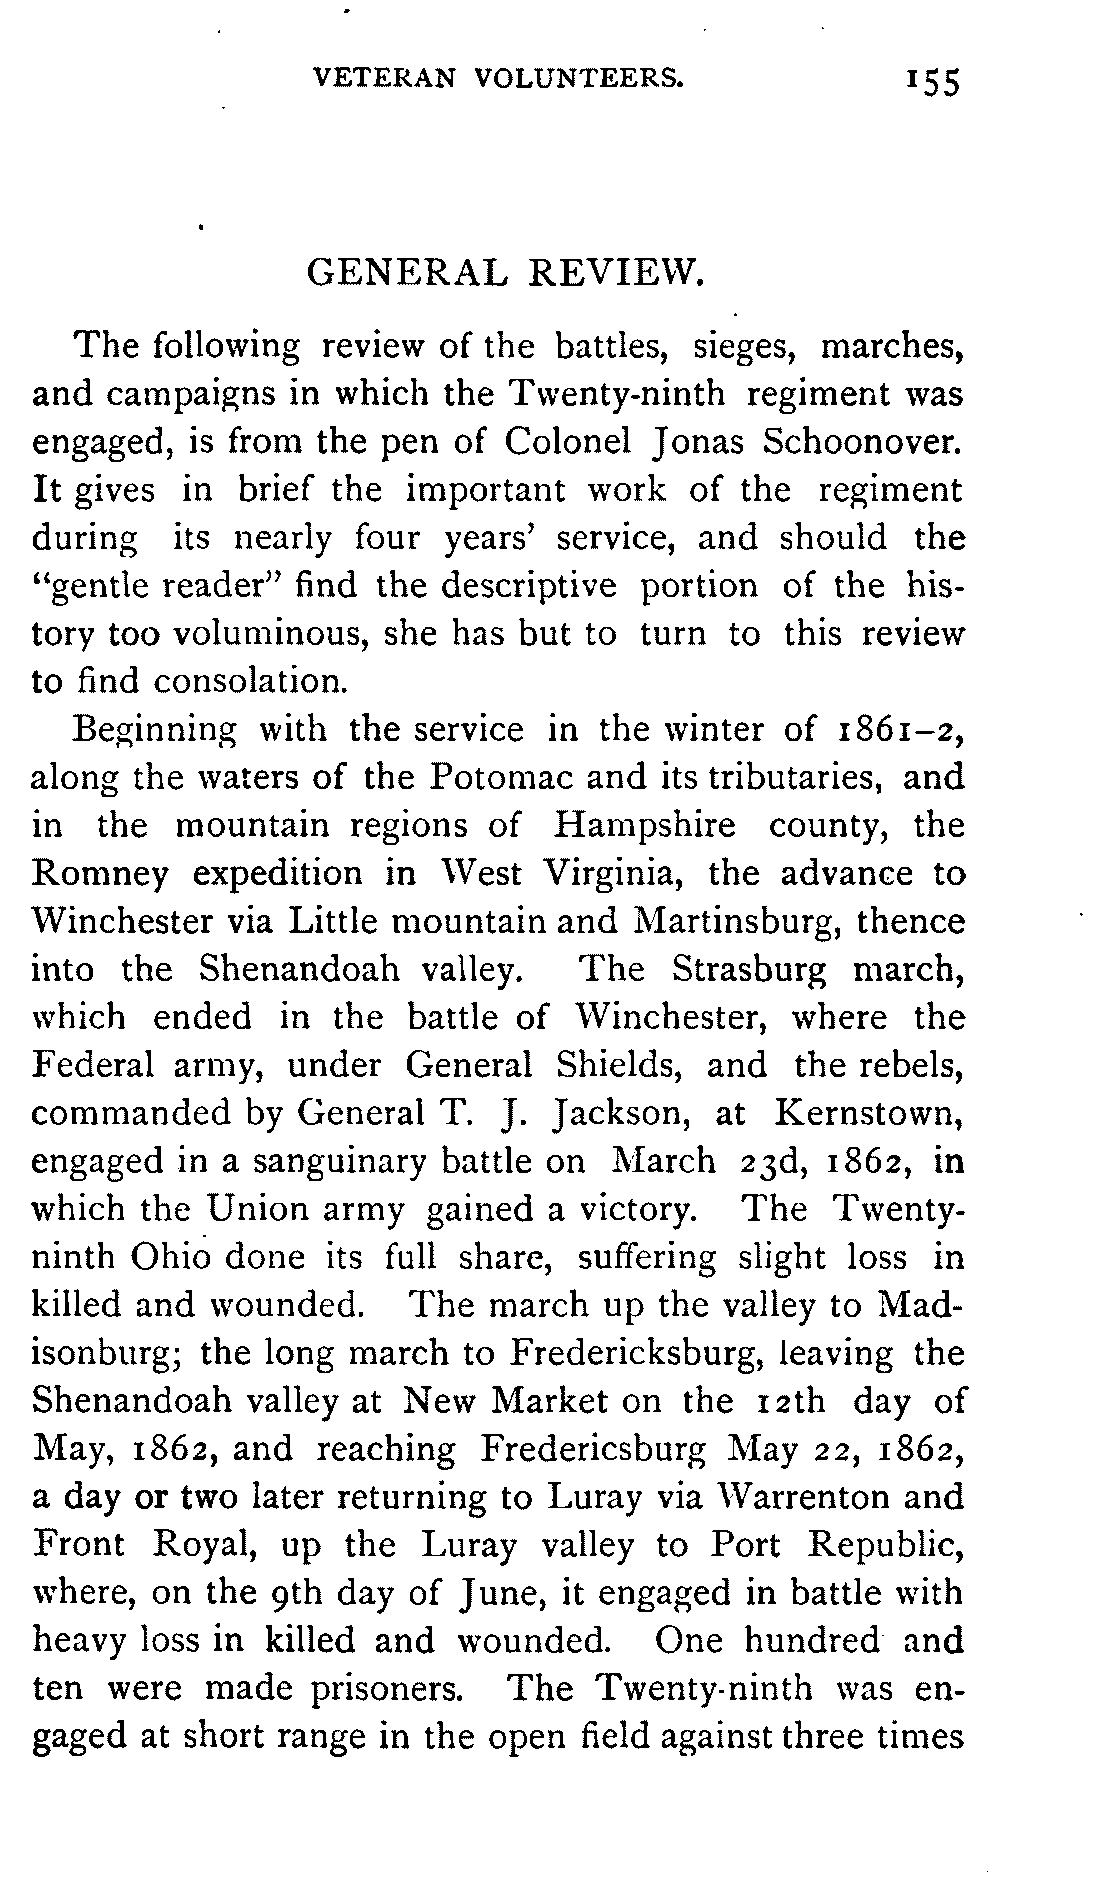 VETERAN VOLUNTEERS. 155
GENERAL REVIEW.
The following review of the battles, sieges, marches,
and campaigns in which the Twenty-ninth regiment was
engaged, is from the pen of Colonel Jonas Schoonover.
It gives in brief the important work of the regiment
during its nearly four years' service, and should the
"gentle reader" find the descriptive portion of the his-
tory too voluminous, she has but to turn to this review
to find consolation.
Beginning with the service in the winter of 1861–2,
along the waters of the Potomac and its tributaries, and
in the mountain regions of Hampshire county, the
Romney expedition in West Virginia, the advance to
Winchester via Little mountain and Martinsburg, thence
into the Shenandoah valley. The Strasburg march,
which ended in the battle of Winchester, where the
Federal army, under General Shields, and the rebels,
commanded by General T. J. Jackson, at Kernstown,
engaged in a sanguinary battle on March 23d, 1862, in
which the Union army gained a victory. The Twenty-
ninth Ohio done its full share, suffering slight loss in
killed and wounded. The march up the valley to Mad-
isonburg; the long march to Fredericksburg, leaving the
Shenandoah valley at New Market on the 12th day of
May, 1862, and reaching Fredericsburg May 22, 1862,
a day or two later returning to Luray via Warrenton and
Front Royal, up the Luray valley to Port Republic,
where, on the 9th day of June, it engaged in battle with
heavy loss in killed and wounded. One hundred and
ten were made prisoners. The Twenty-ninth was en-
gaged at short range in the open field against three times